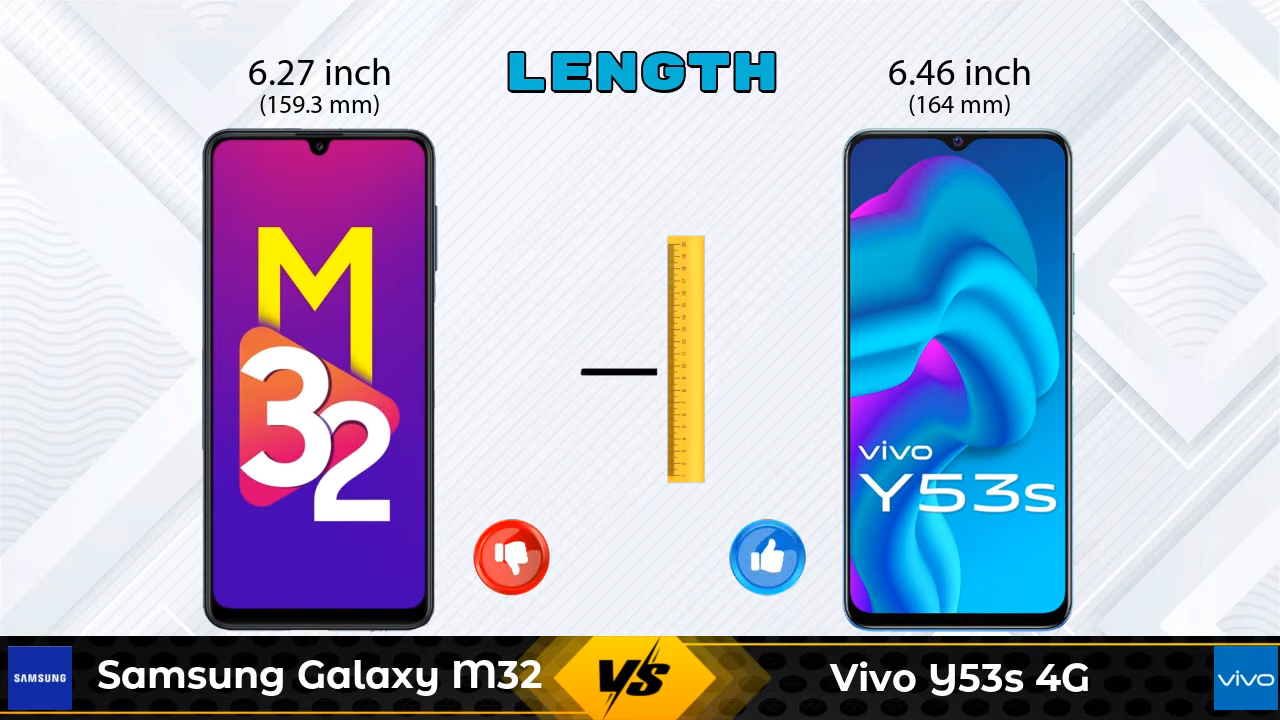 6.27 inch
(159.3 mm)
LENGTH
6.46 inch
(164 mm)
M
32
vivo
Y53s
SAMSUNG
Samsung Galaxy M32
VS
Vivo Y53s 4G
vivo